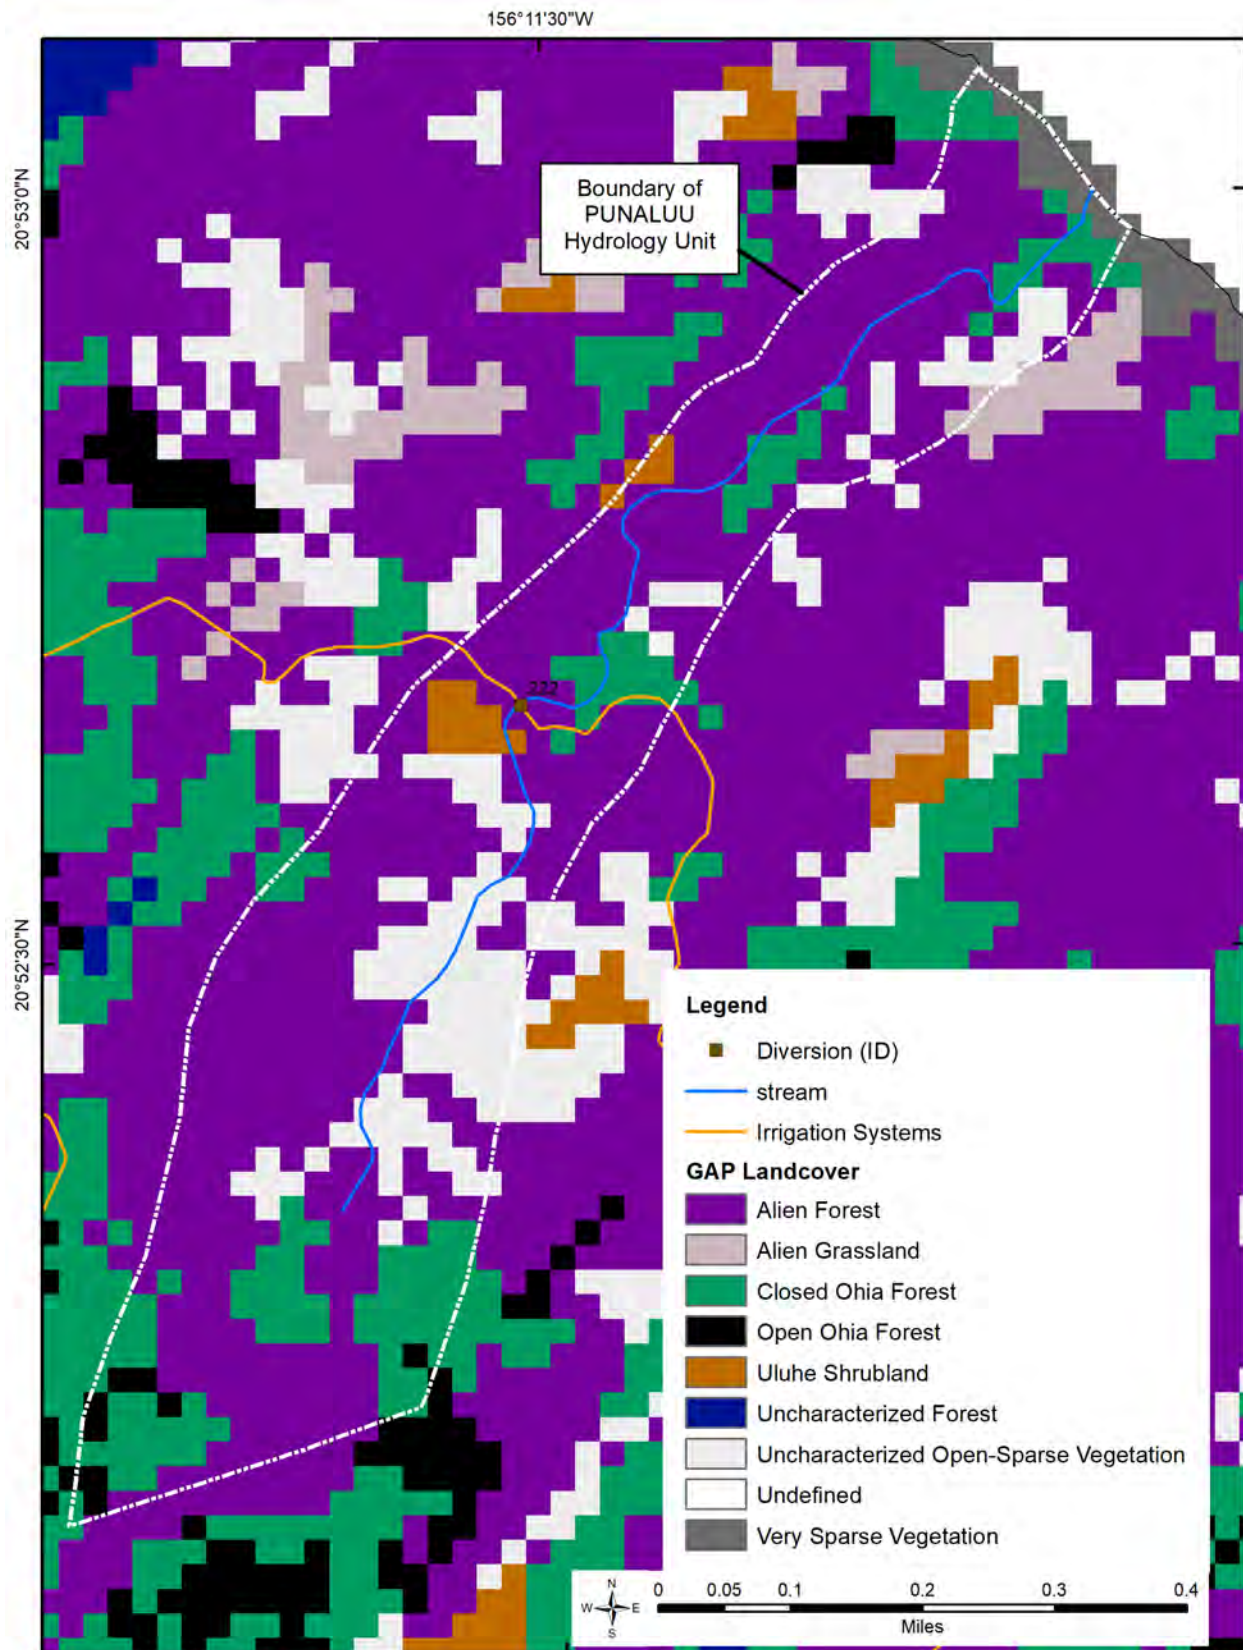 156°11'30"W
20°53'0"N
Boundary of
PUNALUU
Hydrology Unit
222
20°52'30"N
Legend
Diversion (ID)
stream
Irrigation Systems
GAP Landcover
Alien Forest
Alien Grassland
Closed Ohia Forest
Open Ohia Forest
Uluhe Shrubland
Uncharacterized Forest
Uncharacterized Open-Sparse Vegetation
Undefined
Very Sparse Vegetation
N
W E
S
0 0.05 0.1 0.2 0.3 0.4
Miles